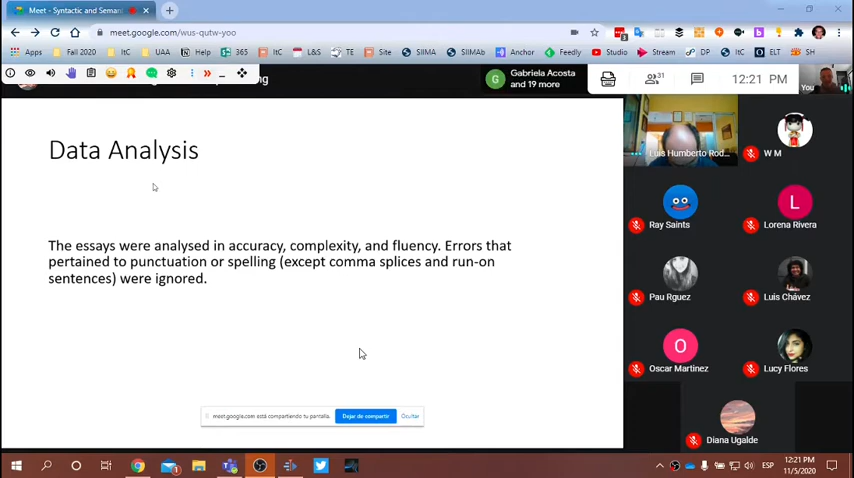 Meet - Syntactic and Semant
meet.google.com/wus-qutw-yoo
Apps
Fall 2020
ItC
UAA
Help
365
ItC
L&S
TE
Site
SIIMA
SIIMAb
Anchor
Feedly
Studio
Stream
DP
ItC
ELT
SH
G
Gabriela Acosta
and 19 more
31
12:21 PM
You
Data Analysis
The essays were analysed in accuracy, complexity, and fluency. Errors that
pertained to punctuation or spelling (except comma splices and run-on
sentences) were ignored.
meet.google.com está compartiendo tu pantalla.
Dejar de compartir
Ocultar
Luis Humberto Rod...
W M
Ray Saints
L
Lorena Rivera
Pau Rguez
Luis Chávez
O
Oscar Martinez
Lucy Flores
Diana Ugalde
ESP
12:21 PM
11/5/2020